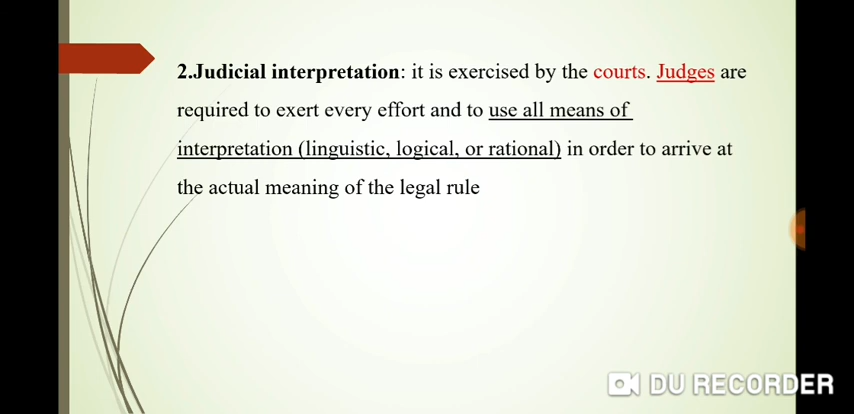 2.Judicial interpretation: it is exercised by the courts. Judges are
required to exert every effort and to use all means of
interpretation (linguistic, logical, or rational) in order to arrive at
the actual meaning of the legal rule
DU RECORDER